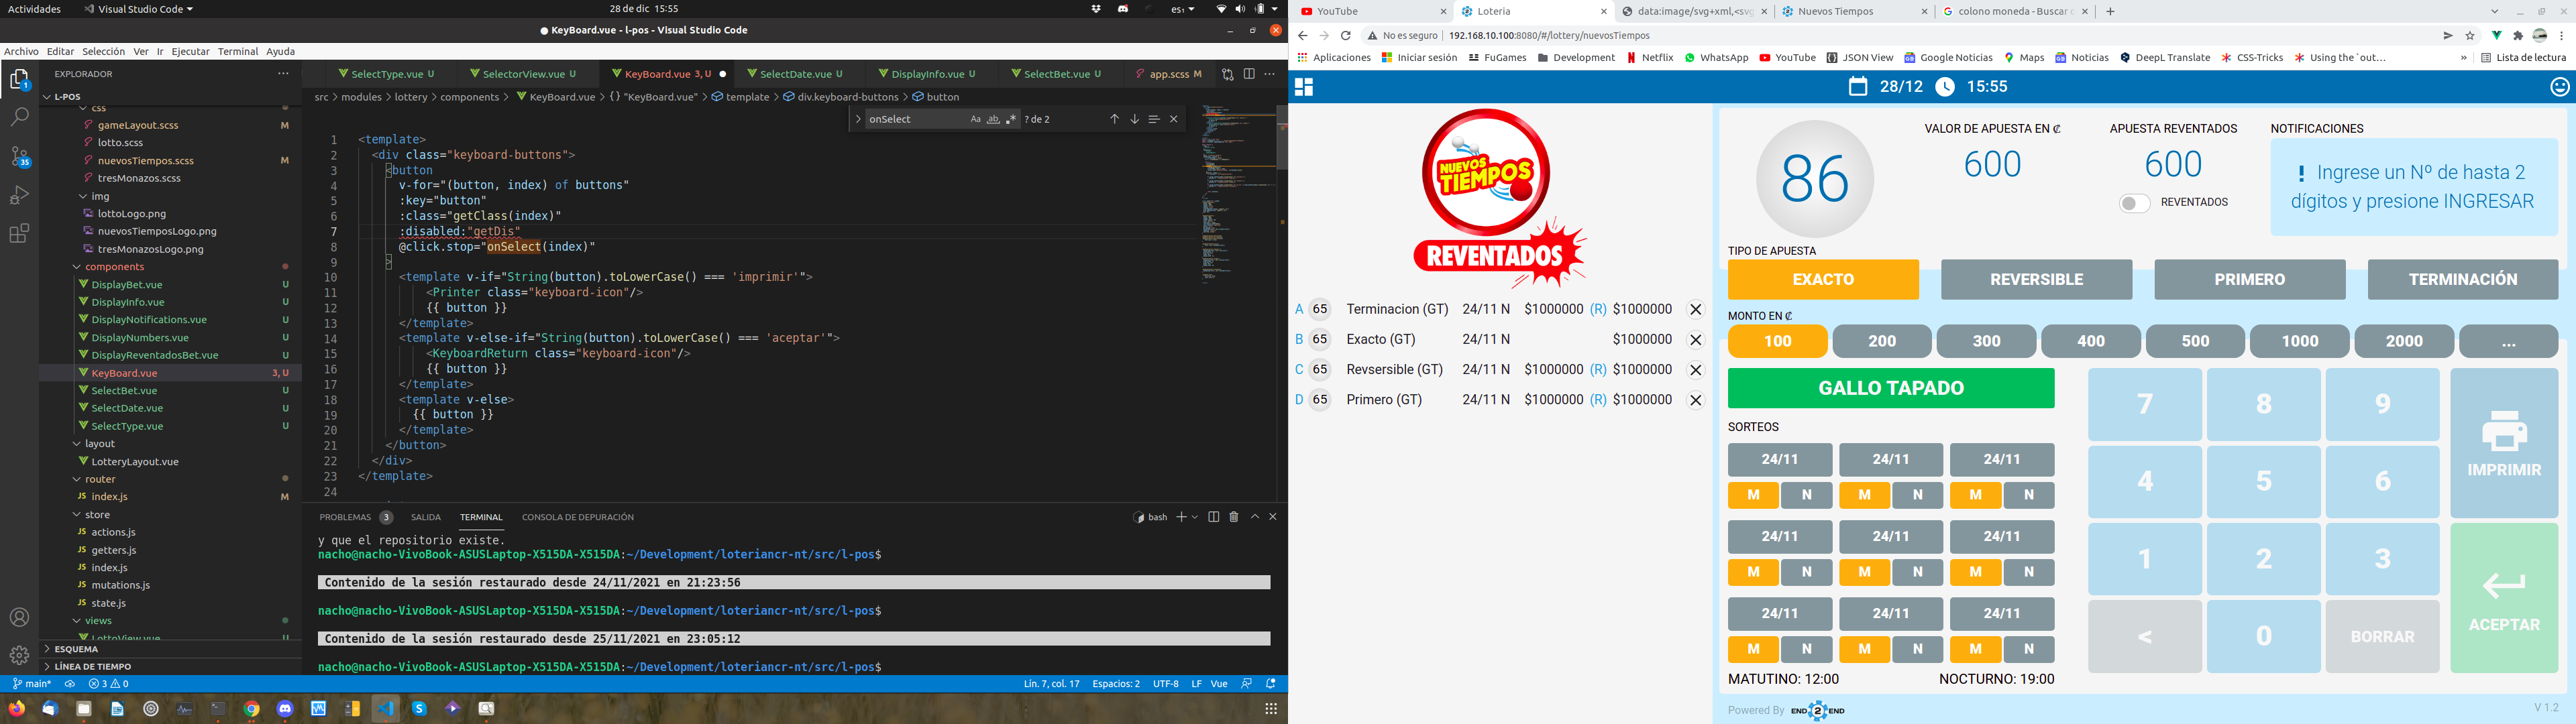 Actividades
Visual Studio Code
28 de dic 15:55
es₁
KeyBoard.vue - l-pos - Visual Studio Code
Archivo Editar Selección Ver Ir Ejecutar Terminal Ayuda
EXPLORADOR
L-POS
css
gameLayout.scss M
lotto.scss
nuevosTiempos.scss M
tresMonazos.scss
img
lottoLogo.png
nuevosTiemposLogo.png
tresMonazosLogo.png
components
DisplayBet.vue U
DisplayInfo.vue U
DisplayNotifications.vue U
DisplayNumbers.vue U
DisplayReventadosBet.vue U
KeyBoard.vue 3, U
SelectBet.vue U
SelectDate.vue U
SelectType.vue U
layout
LotteryLayout.vue
router
index.js M
store
actions.js
getters.js
index.js
mutations.js
state.js
views
LottoView.vue U
ESQUEMA
LÍNEA DE TIEMPO
1
35
SelectType.vue U
SelectorView.vue U
KeyBoard.vue 3, U
SelectDate.vue U
DisplayInfo.vue U
SelectBet.vue U
app.scss M
src > modules > lottery > components > KeyBoard.vue > {} "KeyBoard.vue" > template > div.keyboard-buttons > button
onSelect Aa ab .* ? de 2
1 <template>
2 <div class="keyboard-buttons">
3 <button
4 v-for="(button, index) of buttons"
5 :key="button"
6 :class="getClass(index)"
7 :disabled:"getDis"
8 @click.stop="onSelect(index)"
9 >
10 <template v-if="String(button).toLowerCase() === 'imprimir'">
11 <Printer class="keyboard-icon"/>
12 {{ button }}
13 </template>
14 <template v-else-if="String(button).toLowerCase() === 'aceptar'">
15 <KeyboardReturn class="keyboard-icon"/>
16 {{ button }}
17 </template>
18 <template v-else>
19 {{ button }}
20 </template>
21 </button>
22 </div>
23 </template>
24
PROBLEMAS 3 SALIDA TERMINAL CONSOLA DE DEPURACIÓN
bash
y que el repositorio existe.
nacho@nacho-VivoBook-ASUSLaptop-X515DA-X515DA:~/Development/loteriancr-nt/src/l-pos$
Contenido de la sesión restaurado desde 24/11/2021 en 21:23:56
nacho@nacho-VivoBook-ASUSLaptop-X515DA-X515DA:~/Development/loteriancr-nt/src/l-pos$
Contenido de la sesión restaurado desde 25/11/2021 en 23:05:12
nacho@nacho-VivoBook-ASUSLaptop-X515DA-X515DA:~/Development/loteriancr-nt/src/l-pos$
main* 3 0
Lín. 7, col. 17 Espacios: 2 UTF-8 LF Vue
YouTube
Loteria
data:image/svg+xml,<svg
Nuevos Tiempos
colono moneda - Buscar c
No es seguro | 192.168.10.100:8080/#/lottery/nuevosTiempos
Aplicaciones Iniciar sesión FuGames Development Netflix WhatsApp YouTube JSON View Google Noticias Maps Noticias DeepL Translate CSS-Tricks Using the `out... » Lista de lectura
28/12 15:55
NUEVOS
TIEMPOS
REVENTADOS
A 65 Terminacion (GT) 24/11 N $1000000 (R) $1000000
B 65 Exacto (GT) 24/11 N $1000000
C 65 Revsersible (GT) 24/11 N $1000000 (R) $1000000
D 65 Primero (GT) 24/11 N $1000000 (R) $1000000
86
VALOR DE APUESTA EN ₡
600
APUESTA REVENTADOS
600
REVENTADOS
NOTIFICACIONES
! Ingrese un Nº de hasta 2
dígitos y presione INGRESAR
TIPO DE APUESTA
EXACTO REVERSIBLE PRIMERO TERMINACIÓN
MONTO EN ₡
100 200 300 400 500 1000 2000 ...
GALLO TAPADO
SORTEOS
24/11 24/11 24/11
M N M N M N
24/11 24/11 24/11
M N M N M N
24/11 24/11 24/11
M N M N M N
MATUTINO: 12:00 NOCTURNO: 19:00
7 8 9
4 5 6
1 2 3
< 0 BORRAR
IMPRIMIR
ACEPTAR
Powered By END 2 END
V 1.2